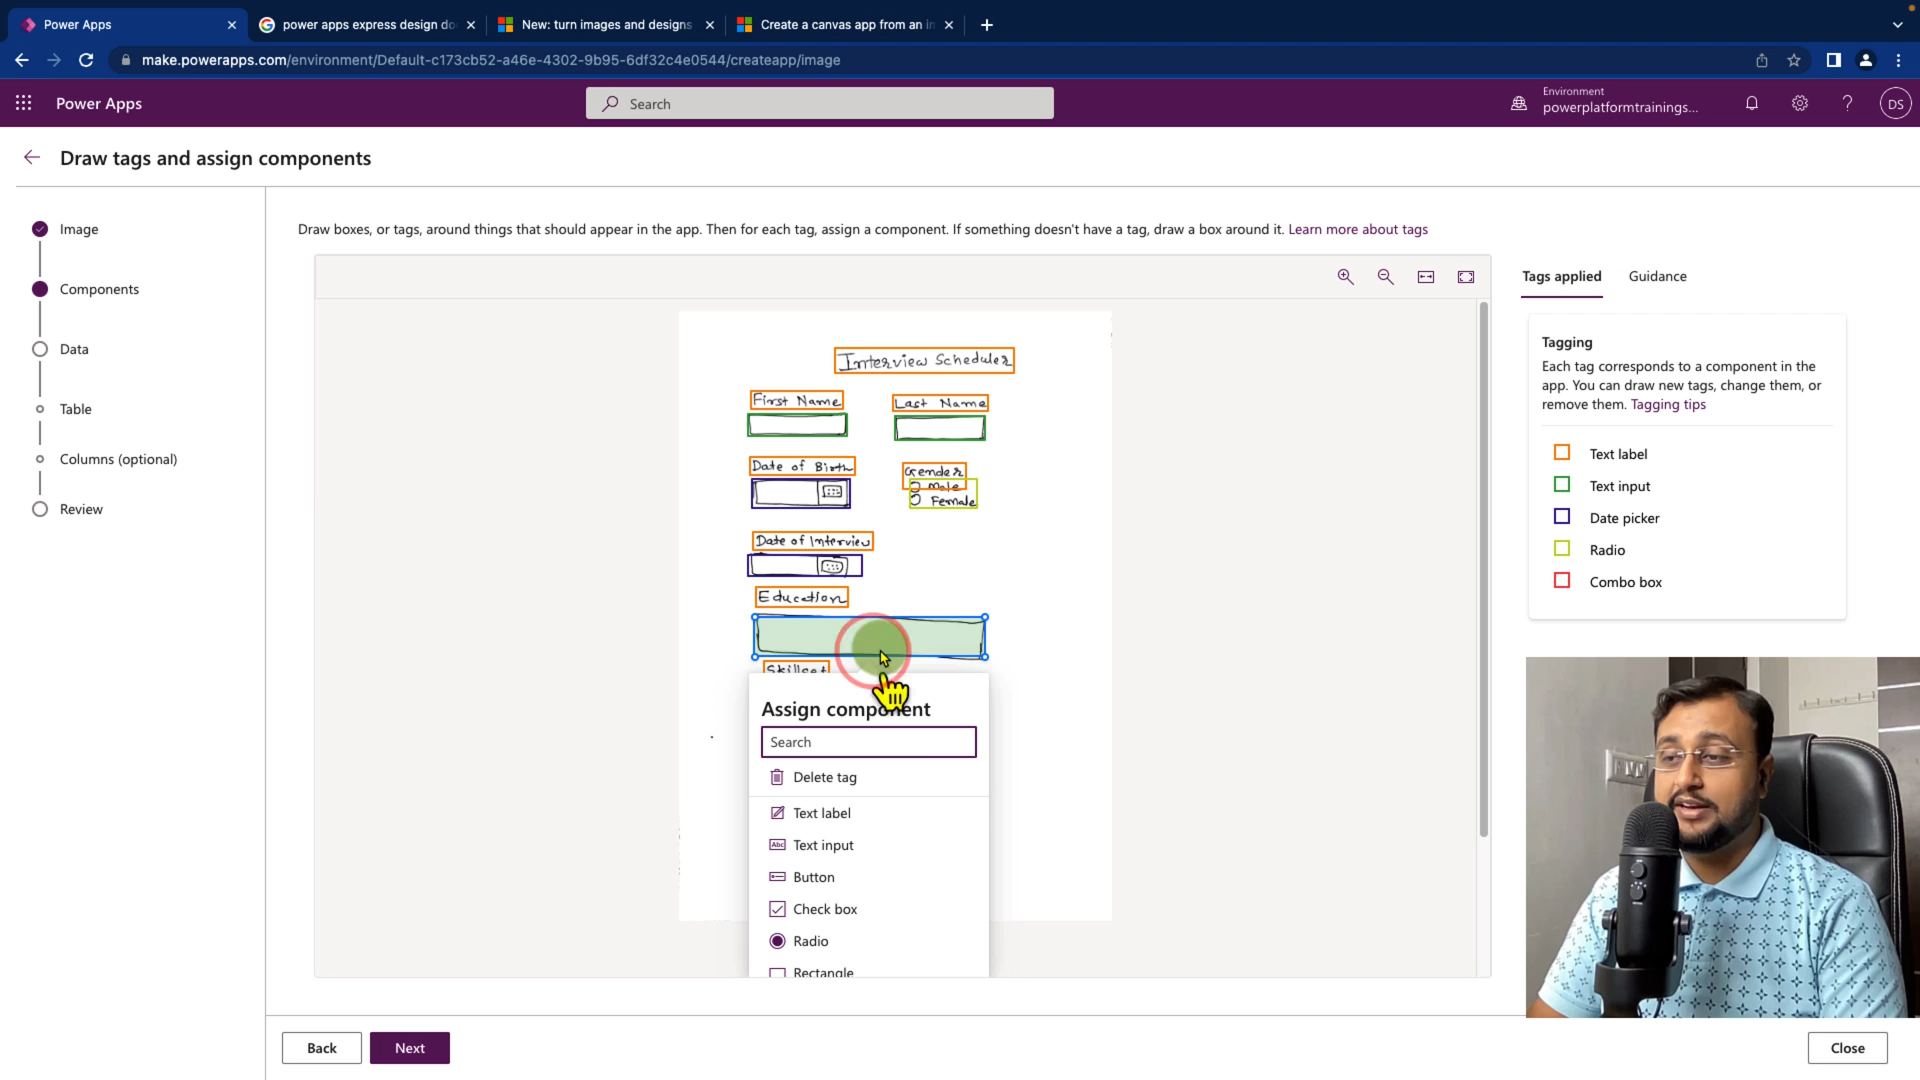 Power Apps
power apps express design do
New: turn images and designs
Create a canvas app from an in
make.powerapps.com/environment/Default-c173cb52-a46e-4302-9b95-6df32c4e0544/createapp/image
Power Apps
Search
Environment
powerplatformtrainings...
DS
Draw tags and assign components
Image
Components
Data
Table
Columns (optional)
Review
Draw boxes, or tags, around things that should appear in the app. Then for each tag, assign a component. If something doesn't have a tag, draw a box around it. Learn more about tags
Interview Scheduler
First Name
Last Name
Date of Birth
Gender
Male
Female
Date of Interview
Education
Skillset
Assign component
Search
Delete tag
Text label
Abc Text input
Button
Check box
Radio
Rectangle
Tags applied
Guidance
Tagging
Each tag corresponds to a component in the
app. You can draw new tags, change them, or
remove them. Tagging tips
Text label
Text input
Date picker
Radio
Combo box
Back
Next
Close